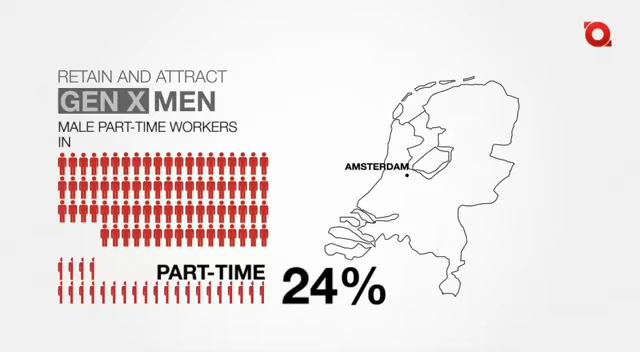 RETAIN AND ATTRACT
GEN X MEN
MALE PART-TIME WORKERS
IN
AMSTERDAM
PART-TIME
24%